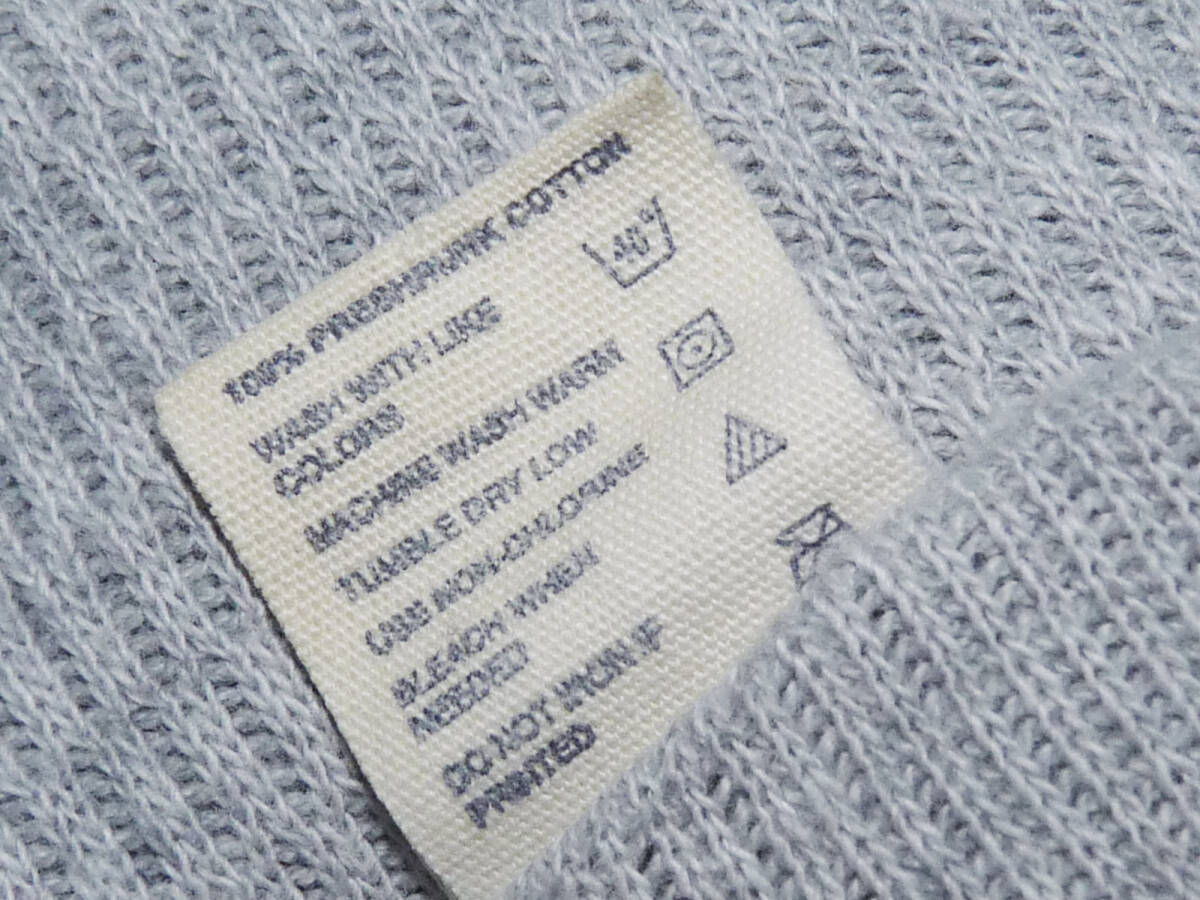 100% PRESHRUNK COTTON
40°
WASH WITH LIKE
COLORS
MACHINE WASH WARM
TUMBLE DRY LOW
USE NON-CHLORINE
BLEACH WHEN
NEEDED
DO NOT IRON IF
PRINTED